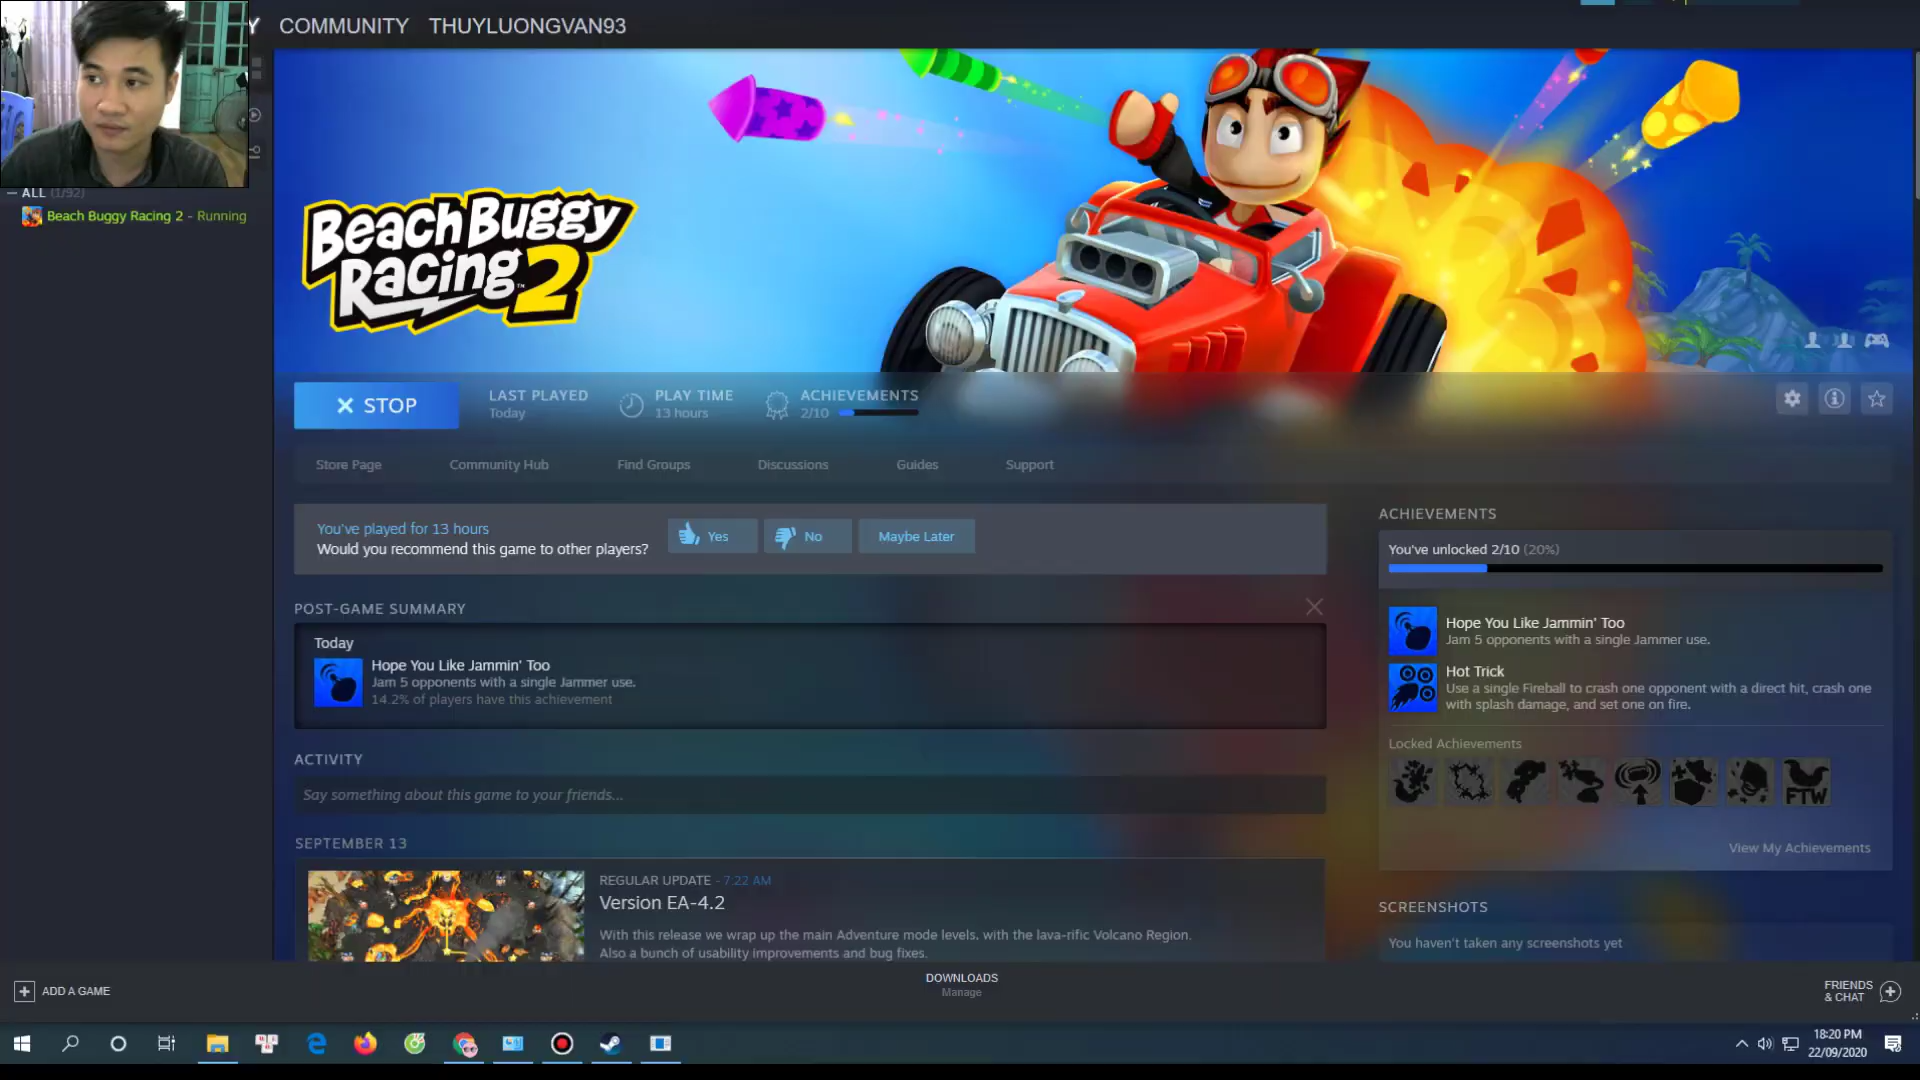 Y COMMUNITY THUYLUONGVAN93
— ALL (1/92)
Beach Buggy Racing 2 - Running
Beach Buggy
Racing 2
™
STOP
LAST PLAYED
Today
PLAY TIME
13 hours
ACHIEVEMENTS
2/10
Store Page Community Hub Find Groups Discussions Guides Support
You've played for 13 hours
Would you recommend this game to other players?
Yes
No
Maybe Later
POST-GAME SUMMARY
Today
Hope You Like Jammin' Too
Jam 5 opponents with a single Jammer use.
14.2% of players have this achievement
ACTIVITY
Say something about this game to your friends...
SEPTEMBER 13
REGULAR UPDATE - 7:22 AM
Version EA-4.2
With this release we wrap up the main Adventure mode levels, with the lava-rific Volcano Region.
Also a bunch of usability improvements and bug fixes.
ACHIEVEMENTS
You've unlocked 2/10 (20%)
Hope You Like Jammin' Too
Jam 5 opponents with a single Jammer use.
Hot Trick
Use a single Fireball to crash one opponent with a direct hit, crash one
with splash damage, and set one on fire.
Locked Achievements
FTW
View My Achievements
SCREENSHOTS
You haven't taken any screenshots yet
ADD A GAME
DOWNLOADS
Manage
FRIENDS
& CHAT
18:20 PM
22/09/2020